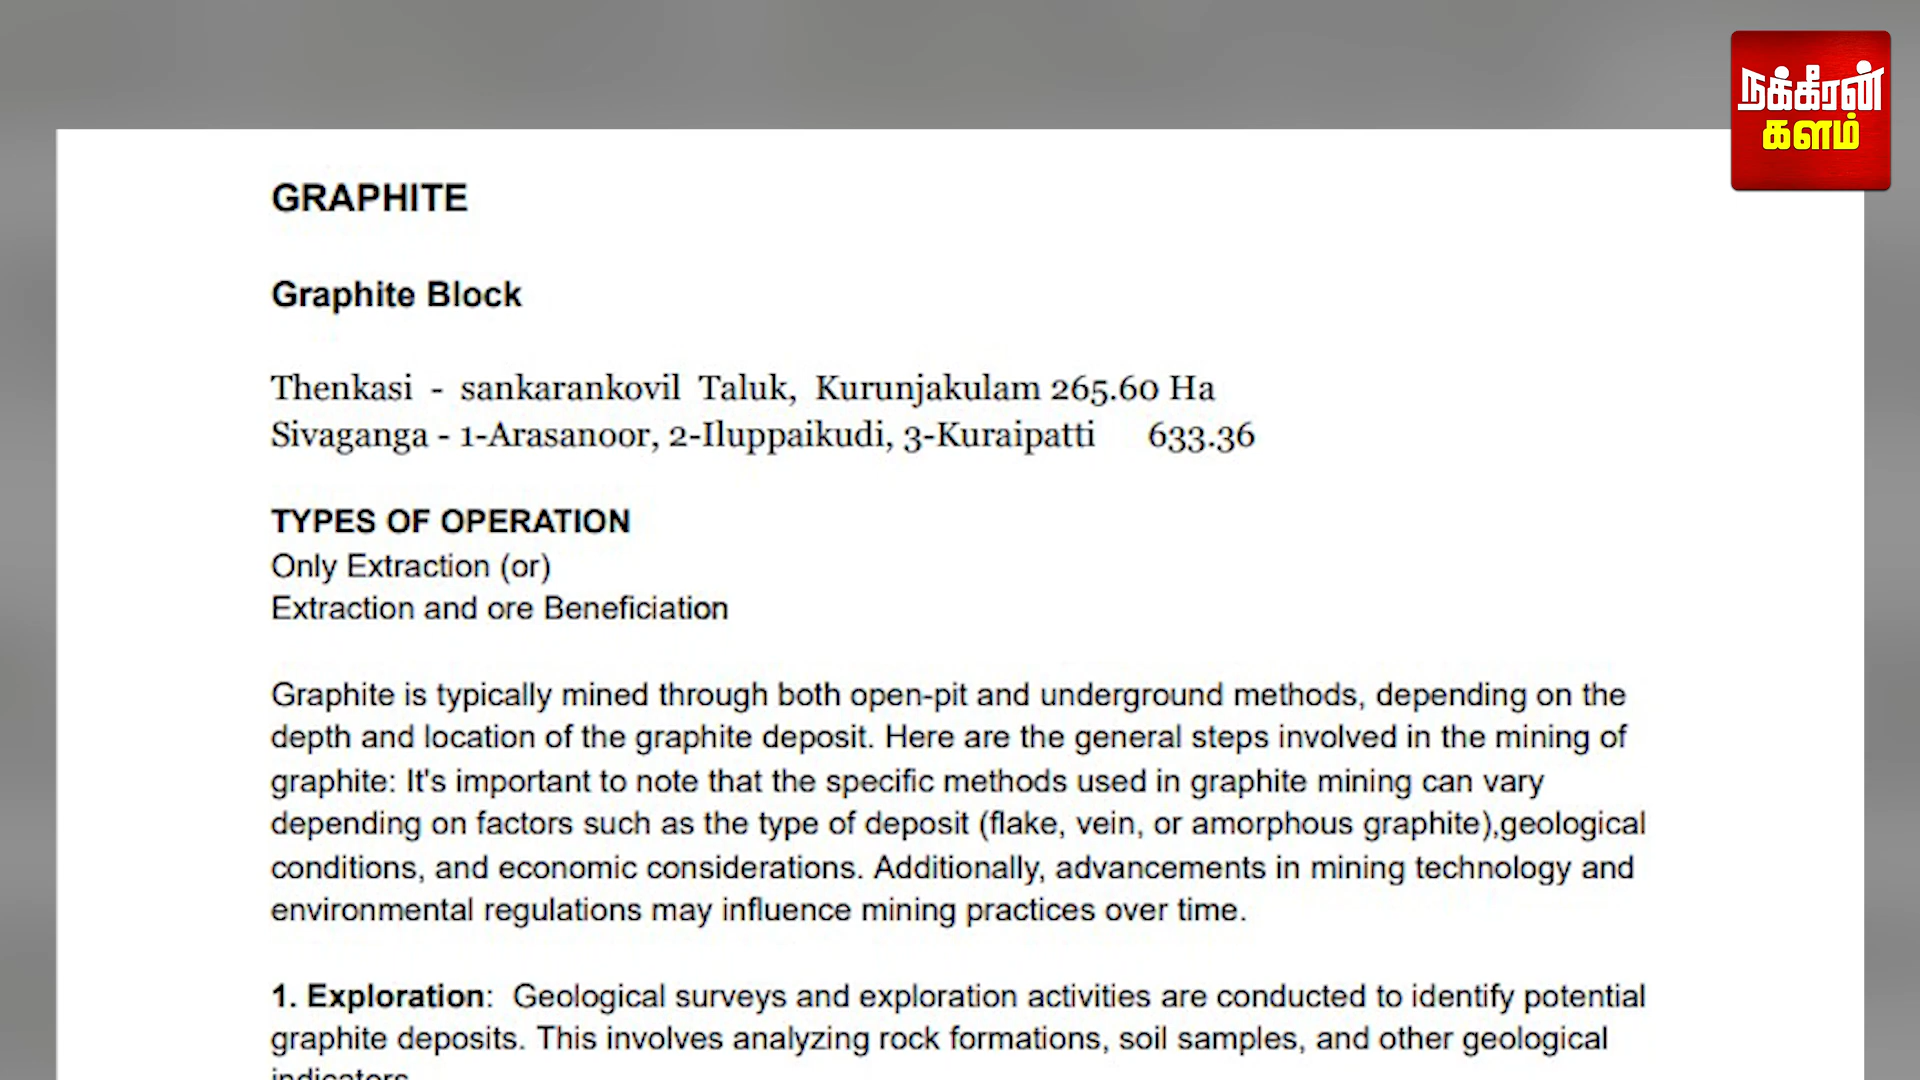 நக்கீரன்
களம்
GRAPHITE
Graphite Block
Thenkasi - sankarankovil Taluk, Kurunjakulam 265.60 Ha
Sivaganga - 1-Arasanoor, 2-Iluppaikudi, 3-Kuraipatti 633.36
TYPES OF OPERATION
Only Extraction (or)
Extraction and ore Beneficiation
Graphite is typically mined through both open-pit and underground methods, depending on the
depth and location of the graphite deposit. Here are the general steps involved in the mining of
graphite: It's important to note that the specific methods used in graphite mining can vary
depending on factors such as the type of deposit (flake, vein, or amorphous graphite),geological
conditions, and economic considerations. Additionally, advancements in mining technology and
environmental regulations may influence mining practices over time.
1. Exploration: Geological surveys and exploration activities are conducted to identify potential
graphite deposits. This involves analyzing rock formations, soil samples, and other geological
indicators.